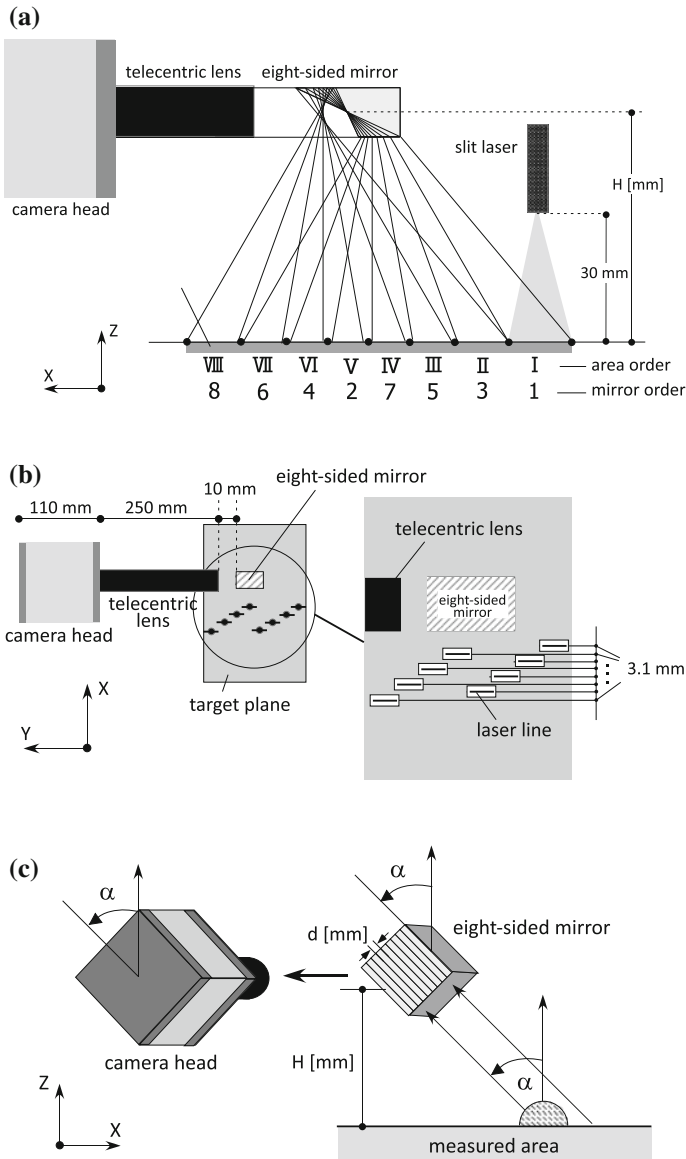 (a)
telecentric lens eight-sided mirror
slit laser
H [mm]
camera head
30 mm
Z
X
Ⅷ Ⅶ Ⅵ Ⅴ Ⅳ Ⅲ Ⅱ Ⅰ area order
8 6 4 2 7 5 3 1 mirror order
(b)
eight-sided mirror
10 mm
110 mm 250 mm
telecentric lens
telecentric
lens
eight-sided
mirror
camera head
3.1 mm
target plane
laser line
X
Y
(c)
α
α
eight-sided mirror
d [mm]
camera head
H [mm]
α
Z
X
measured area